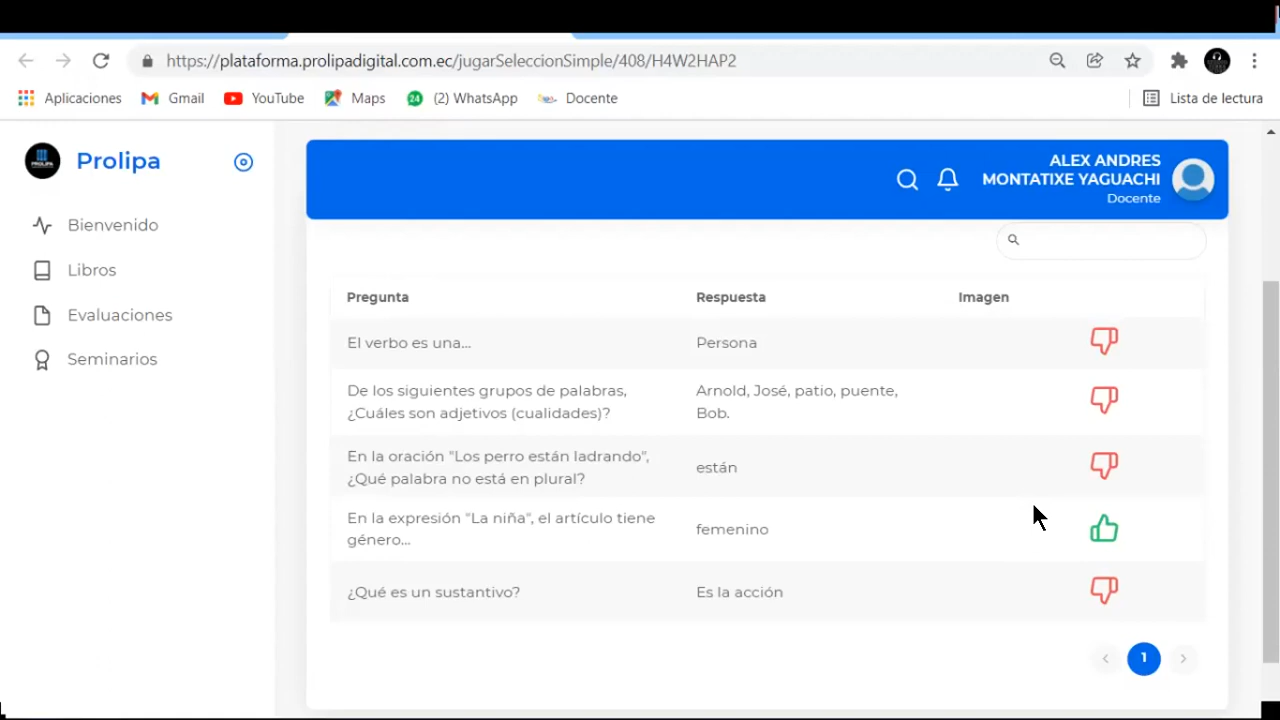 https://plataforma.prolipadigital.com.ec/jugarSeleccionSimple/408/H4W2HAP2
Aplicaciones Gmail YouTube Maps 24 (2) WhatsApp Docente Lista de lectura
PROLIPA Prolipa
Bienvenido
Libros
Evaluaciones
Seminarios
ALEX ANDRES
MONTATIXE YAGUACHI
Docente
Pregunta Respuesta Imagen
El verbo es una... Persona
De los siguientes grupos de palabras, Arnold, José, patio, puente,
¿Cuáles son adjetivos (cualidades)? Bob.
En la oración "Los perro están ladrando", están
¿Qué palabra no está en plural?
En la expresión "La niña", el artículo tiene femenino
género...
¿Qué es un sustantivo? Es la acción
1